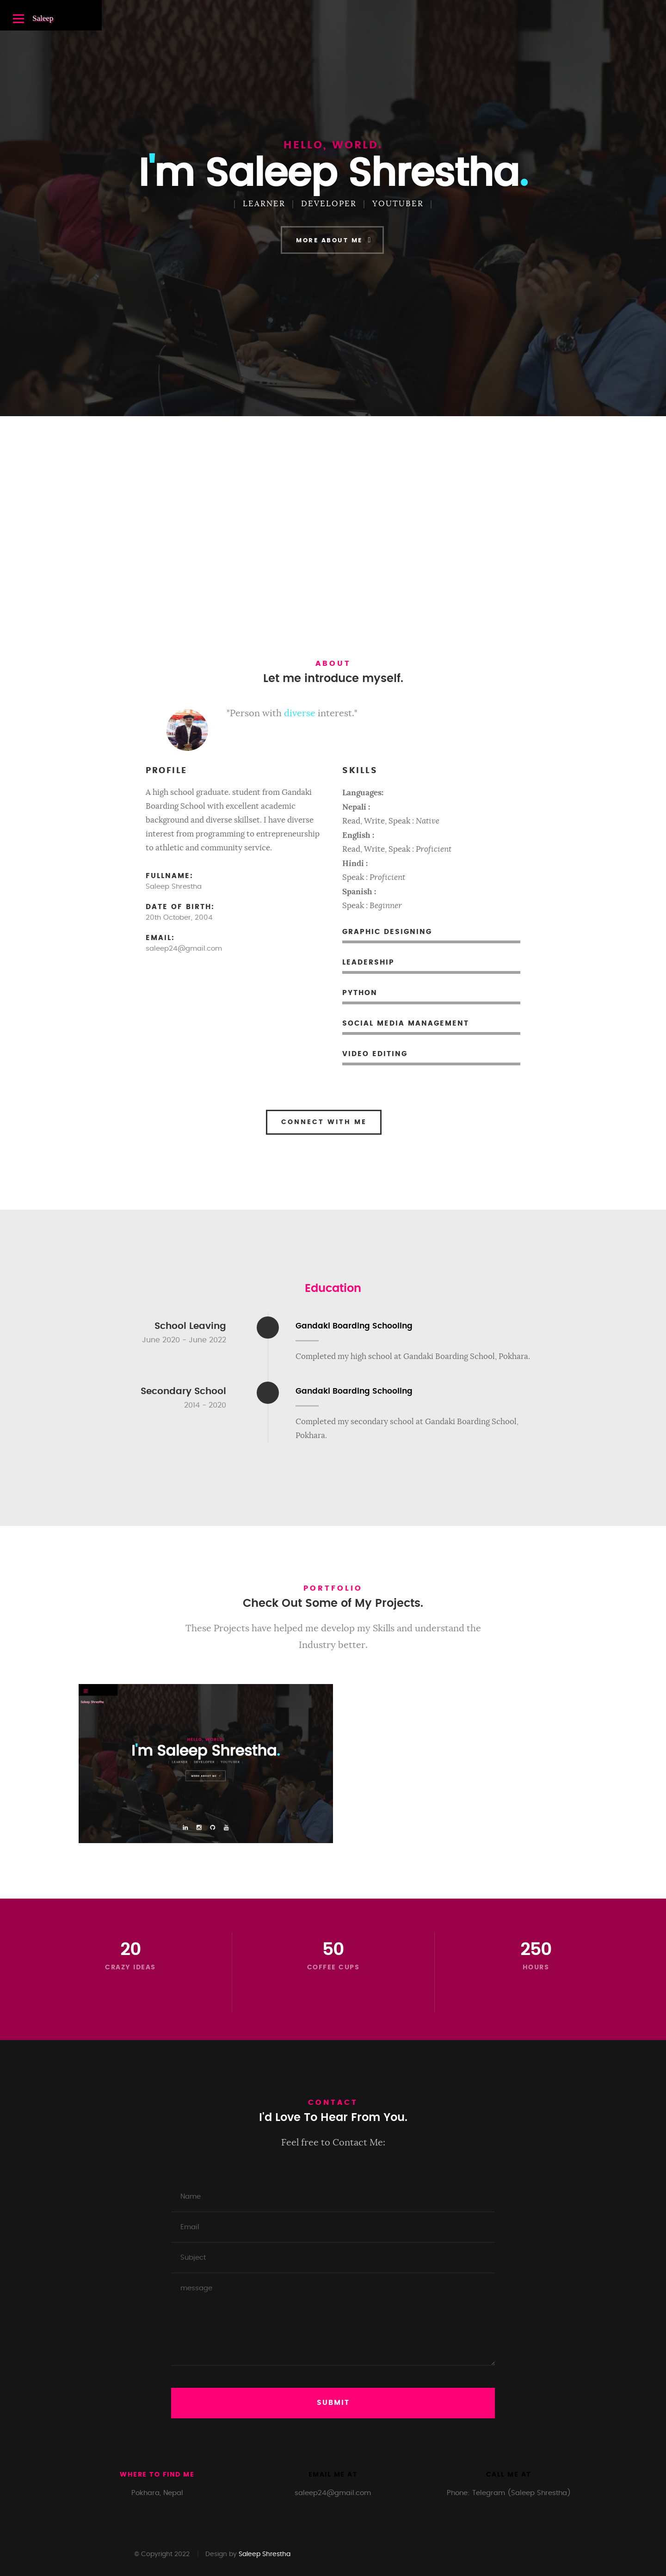 Saleep
HELLO, WORLD.
I'm Saleep Shrestha.
| LEARNER | DEVELOPER | YOUTUBER |
MORE ABOUT ME
ABOUT
Let me introduce myself.
"Person with diverse interest."
PROFILE
A high school graduate. student from Gandaki
Boarding School with excellent academic
background and diverse skillset. I have diverse
interest from programming to entrepreneurship
to athletic and community service.
FULLNAME:
Saleep Shrestha
DATE OF BIRTH:
20th October, 2004
EMAIL:
saleep24@gmail.com
SKILLS
Languages:
Nepali :
Read, Write, Speak : Native
English :
Read, Write, Speak : Proficient
Hindi :
Speak : Proficient
Spanish :
Speak : Beginner
GRAPHIC DESIGNING
LEADERSHIP
PYTHON
SOCIAL MEDIA MANAGEMENT
VIDEO EDITING
CONNECT WITH ME
Education
School Leaving
June 2020 - June 2022
Gandaki Boarding Schooling
Completed my high school at Gandaki Boarding School, Pokhara.
Secondary School
2014 - 2020
Gandaki Boarding Schooling
Completed my secondary school at Gandaki Boarding School,
Pokhara.
PORTFOLIO
Check Out Some of My Projects.
These Projects have helped me develop my Skills and understand the
Industry better.
HELLO, WORLD.
I'm Saleep Shrestha.
LEARNER | DEVELOPER | YOUTUBER
MORE ABOUT ME
20
CRAZY IDEAS
50
COFFEE CUPS
250
HOURS
CONTACT
I'd Love To Hear From You.
Feel free to Contact Me:
Name
Email
Subject
message
SUBMIT
WHERE TO FIND ME
Pokhara, Nepal
EMAIL ME AT
saleep24@gmail.com
CALL ME AT
Phone: Telegram (Saleep Shrestha)
© Copyright 2022 | Design by Saleep Shrestha